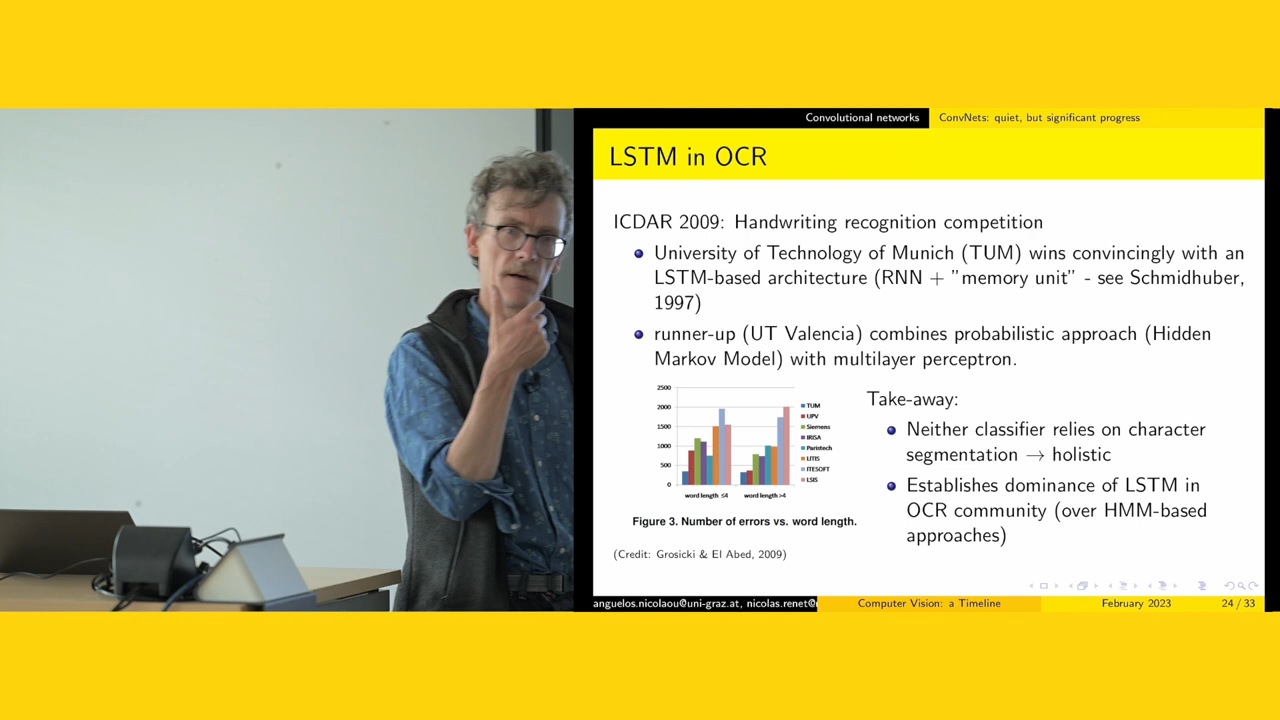 Convolutional networks
ConvNets: quiet, but significant progress
LSTM in OCR
ICDAR 2009: Handwriting recognition competition
University of Technology of Munich (TUM) wins convincingly with an
LSTM-based architecture (RNN + "memory unit" - see Schmidhuber,
1997)
runner-up (UT Valencia) combines probabilistic approach (Hidden
Markov Model) with multilayer perceptron.
2500
2000
1500
1000
500
0
word length ≤4
word length >4
TUM
UPV
Siemens
IRISA
Paristech
LITIS
ITESOFT
LSIS
Figure 3. Number of errors vs. word length.
(Credit: Grosicki & El Abed, 2009)
Take-away:
Neither classifier relies on character
segmentation → holistic
Establishes dominance of LSTM in
OCR community (over HMM-based
approaches)
anguelos.nicolaou@uni-graz.at, nicolas.renet@
Computer Vision: a Timeline
February 2023
24 / 33